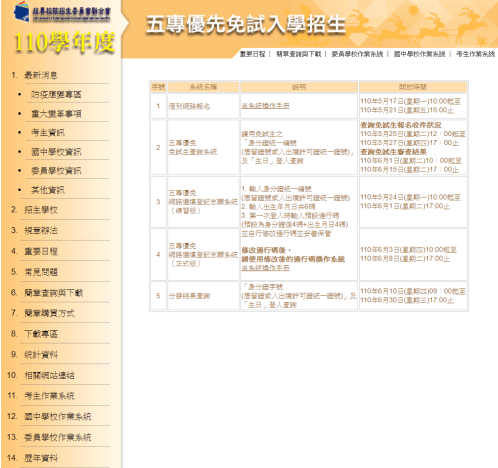 技專校院招生委員會聯合會
110學年度
五專優先免試入學招生
重要日程 | 簡章查詢與下載 | 委員學校作業系統 | 國中學校作業系統 | 考生作業系統
1. 最新消息
• 防疫應變專區
• 重大變革事項
• 考生資訊
• 國中學校資訊
• 委員學校資訊
• 其他資訊
2. 招生學校
3. 規章辦法
4. 重要日程
5. 常見問題
6. 簡章查詢與下載
7. 簡章購買方式
8. 下載專區
9. 統計資料
10. 相關網站連結
11. 考生作業系統
12. 國中學校作業系統
13. 委員學校作業系統
14. 歷年資料
序號 系統名稱 說明 開放時間
1 個別網路報名 ※系統操作手冊
110年5月17日(星期一)10:00起至
110年5月21日(星期五)15:00止
2 五專優先
免試生查詢系統
限用免試生之
「身分證統一編號
(居留證號或入出境許可證統一證號)」
及「生日」登入查詢
查詢免試生報名收件狀況
110年5月25日(星期二)12：00起至
110年5月27日(星期四)17：00止
查詢免試生審查結果
110年6月1日(星期二)10：00起至
110年6月15日(星期二)17：00止
3 五專優先
網路選填登記志願系統
(練習版)
1. 輸入身分證統一編號
(居留證號或入出境許可證統一證號)
2. 輸入出生年月日共6碼
3. 第一次登入時輸入預設通行碼
(預設為身分證後4碼+出生月日4碼)
並自行修改通行碼並妥善保管
110年5月24日(星期一)10:00起至
110年6月1日(星期二)17:00止
4 五專優先
網路選填登記志願系統
(正式版)
修改通行碼後，
請使用修改後的通行碼操作系統
※系統操作手冊
110年6月3日(星期四)10:00起至
110年6月8日(星期二)17:00止
5 分發結果查詢
「身分證字號
(居留證或入出境許可證統一證號)」及
「生日」登入查詢
110年6月10日(星期四)09：00起至
110年6月30日(星期三)17:00止